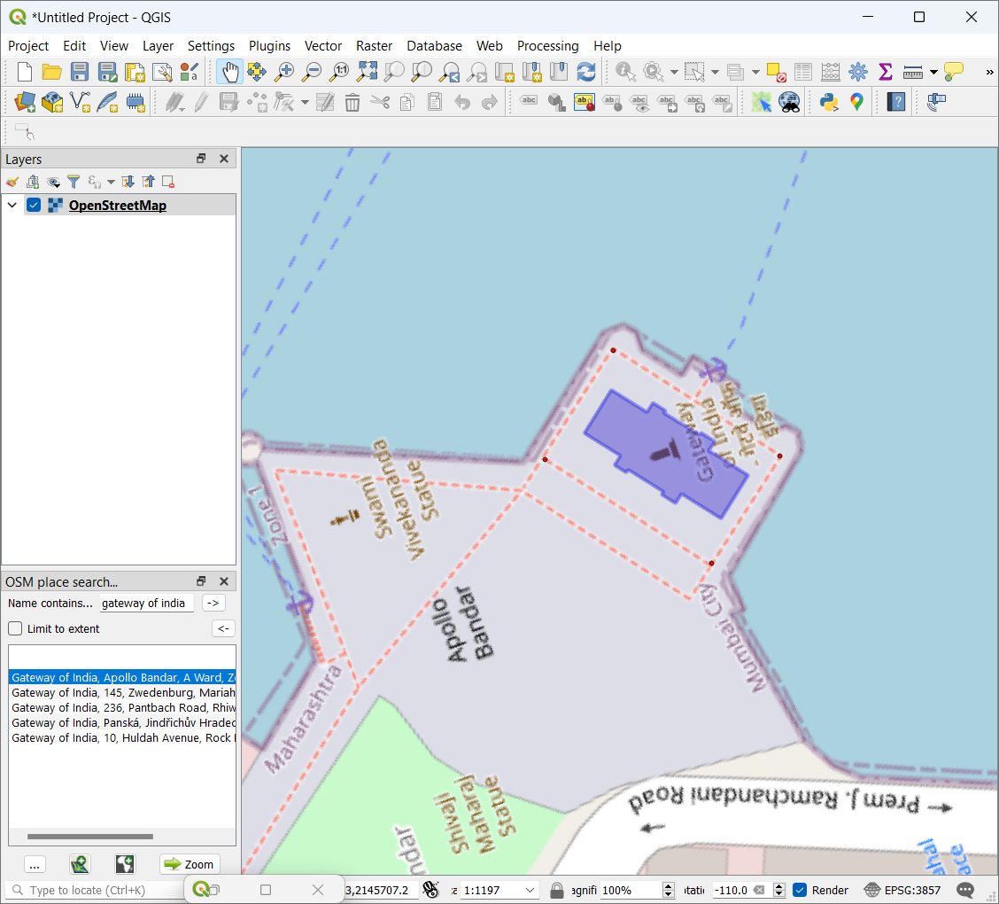 *Untitled Project - QGIS
Project Edit View Layer Settings Plugins Vector Raster Database Web Processing Help
Layers
OpenStreetMap
OSM place search...
Name contains... gateway of india ->
Limit to extent <-
Gateway of India, Apollo Bandar, A Ward, Zo
Gateway of India, 145, Zwedenburg, Mariah
Gateway of India, 236, Pantbach Road, Rhiw
Gateway of India, Panská, Jindřichův Hradec
Gateway of India, 10, Huldah Avenue, Rock
... Zoom
Gateway
of India
Zone 1
Swami
Vivekananda
Statue
Apollo
Bandar
Mumbai City
Maharashtra
Shivaji
Maharaj
Statue
Prem J. Ramchandani Road
Type to locate (Ctrl+K) 3,2145707.2 1:1197 agnifi 100% otatio -110.0 Render EPSG:3857